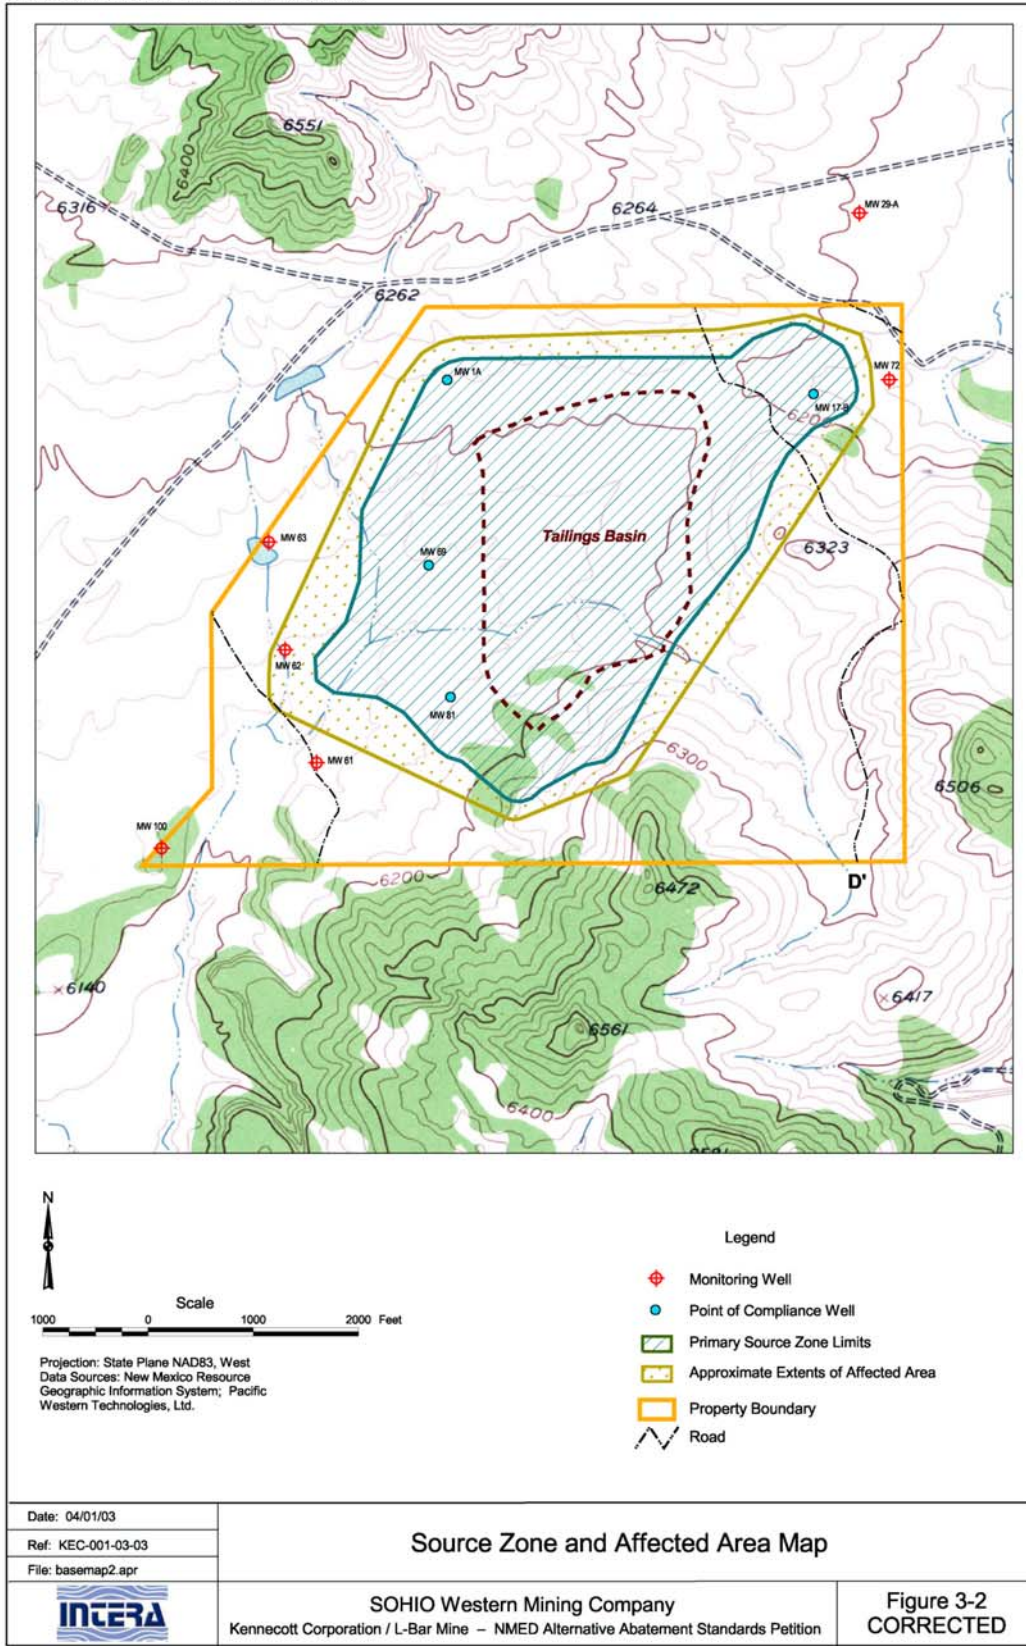 6551
6400
6316
6264
MW 29-A
6262
MW 1A
MW 72
MW 17-B
620
Tailings Basin
MW 63
6323
MW 69
MW 62
MW 81
MW 61
6300
6506
MW 100
6200
6472
D'
6140
6417
6561
6400
N
Scale
1000 0 1000 2000 Feet
Projection: State Plane NAD83, West
Data Sources: New Mexico Resource
Geographic Information System; Pacific
Western Technologies, Ltd.
Legend
Monitoring Well
Point of Compliance Well
Primary Source Zone Limits
Approximate Extents of Affected Area
Property Boundary
Road
Date: 04/01/03
Ref: KEC-001-03-03
File: basemap2.apr
Source Zone and Affected Area Map
INTERA
SOHIO Western Mining Company
Kennecott Corporation / L-Bar Mine – NMED Alternative Abatement Standards Petition
Figure 3-2
CORRECTED